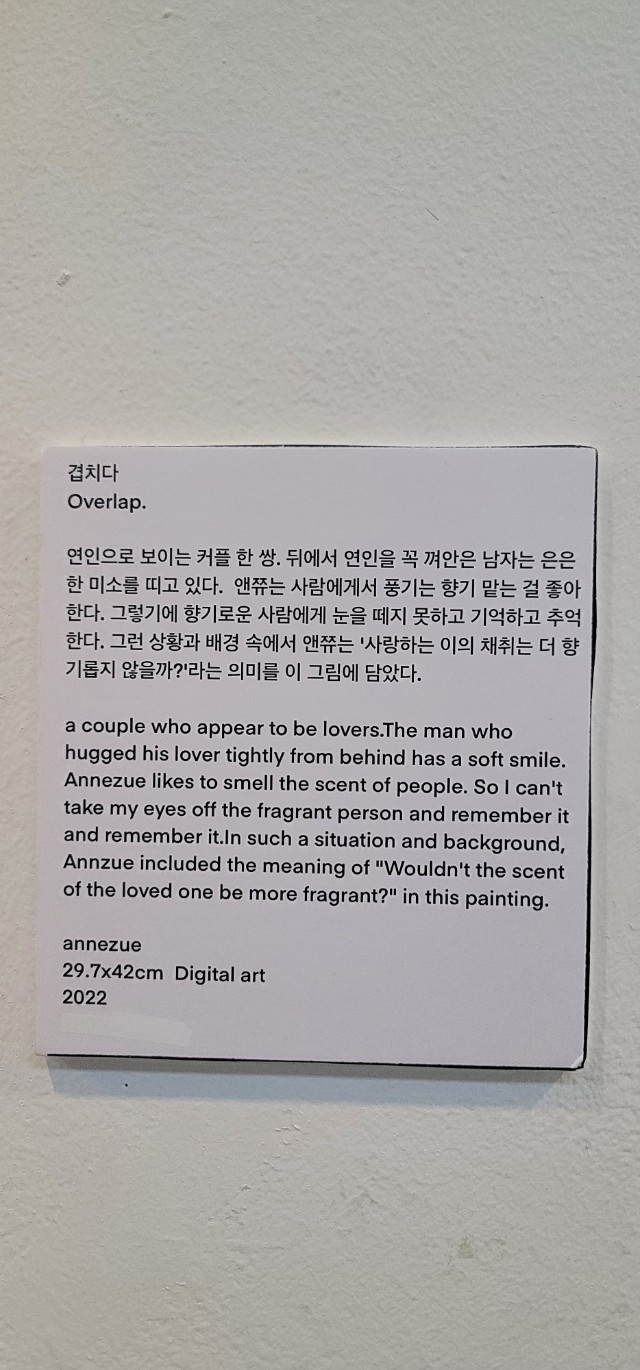 겹치다
Overlap.
연인으로 보이는 커플 한 쌍. 뒤에서 연인을 꼭 껴안은 남자는 은은
한 미소를 띠고 있다. 앤쮸는 사람에게서 풍기는 향기 맡는 걸 좋아
한다. 그렇기에 향기로운 사람에게 눈을 떼지 못하고 기억하고 추억
한다. 그런 상황과 배경 속에서 앤쮸는 '사랑하는 이의 채취는 더 향
기롭지 않을까?'라는 의미를 이 그림에 담았다.
a couple who appear to be lovers.The man who
hugged his lover tightly from behind has a soft smile.
Annezue likes to smell the scent of people. So I can't
take my eyes off the fragrant person and remember it
and remember it.In such a situation and background,
Annzue included the meaning of "Wouldn't the scent
of the loved one be more fragrant?" in this painting.
annezue
29.7x42cm Digital art
2022